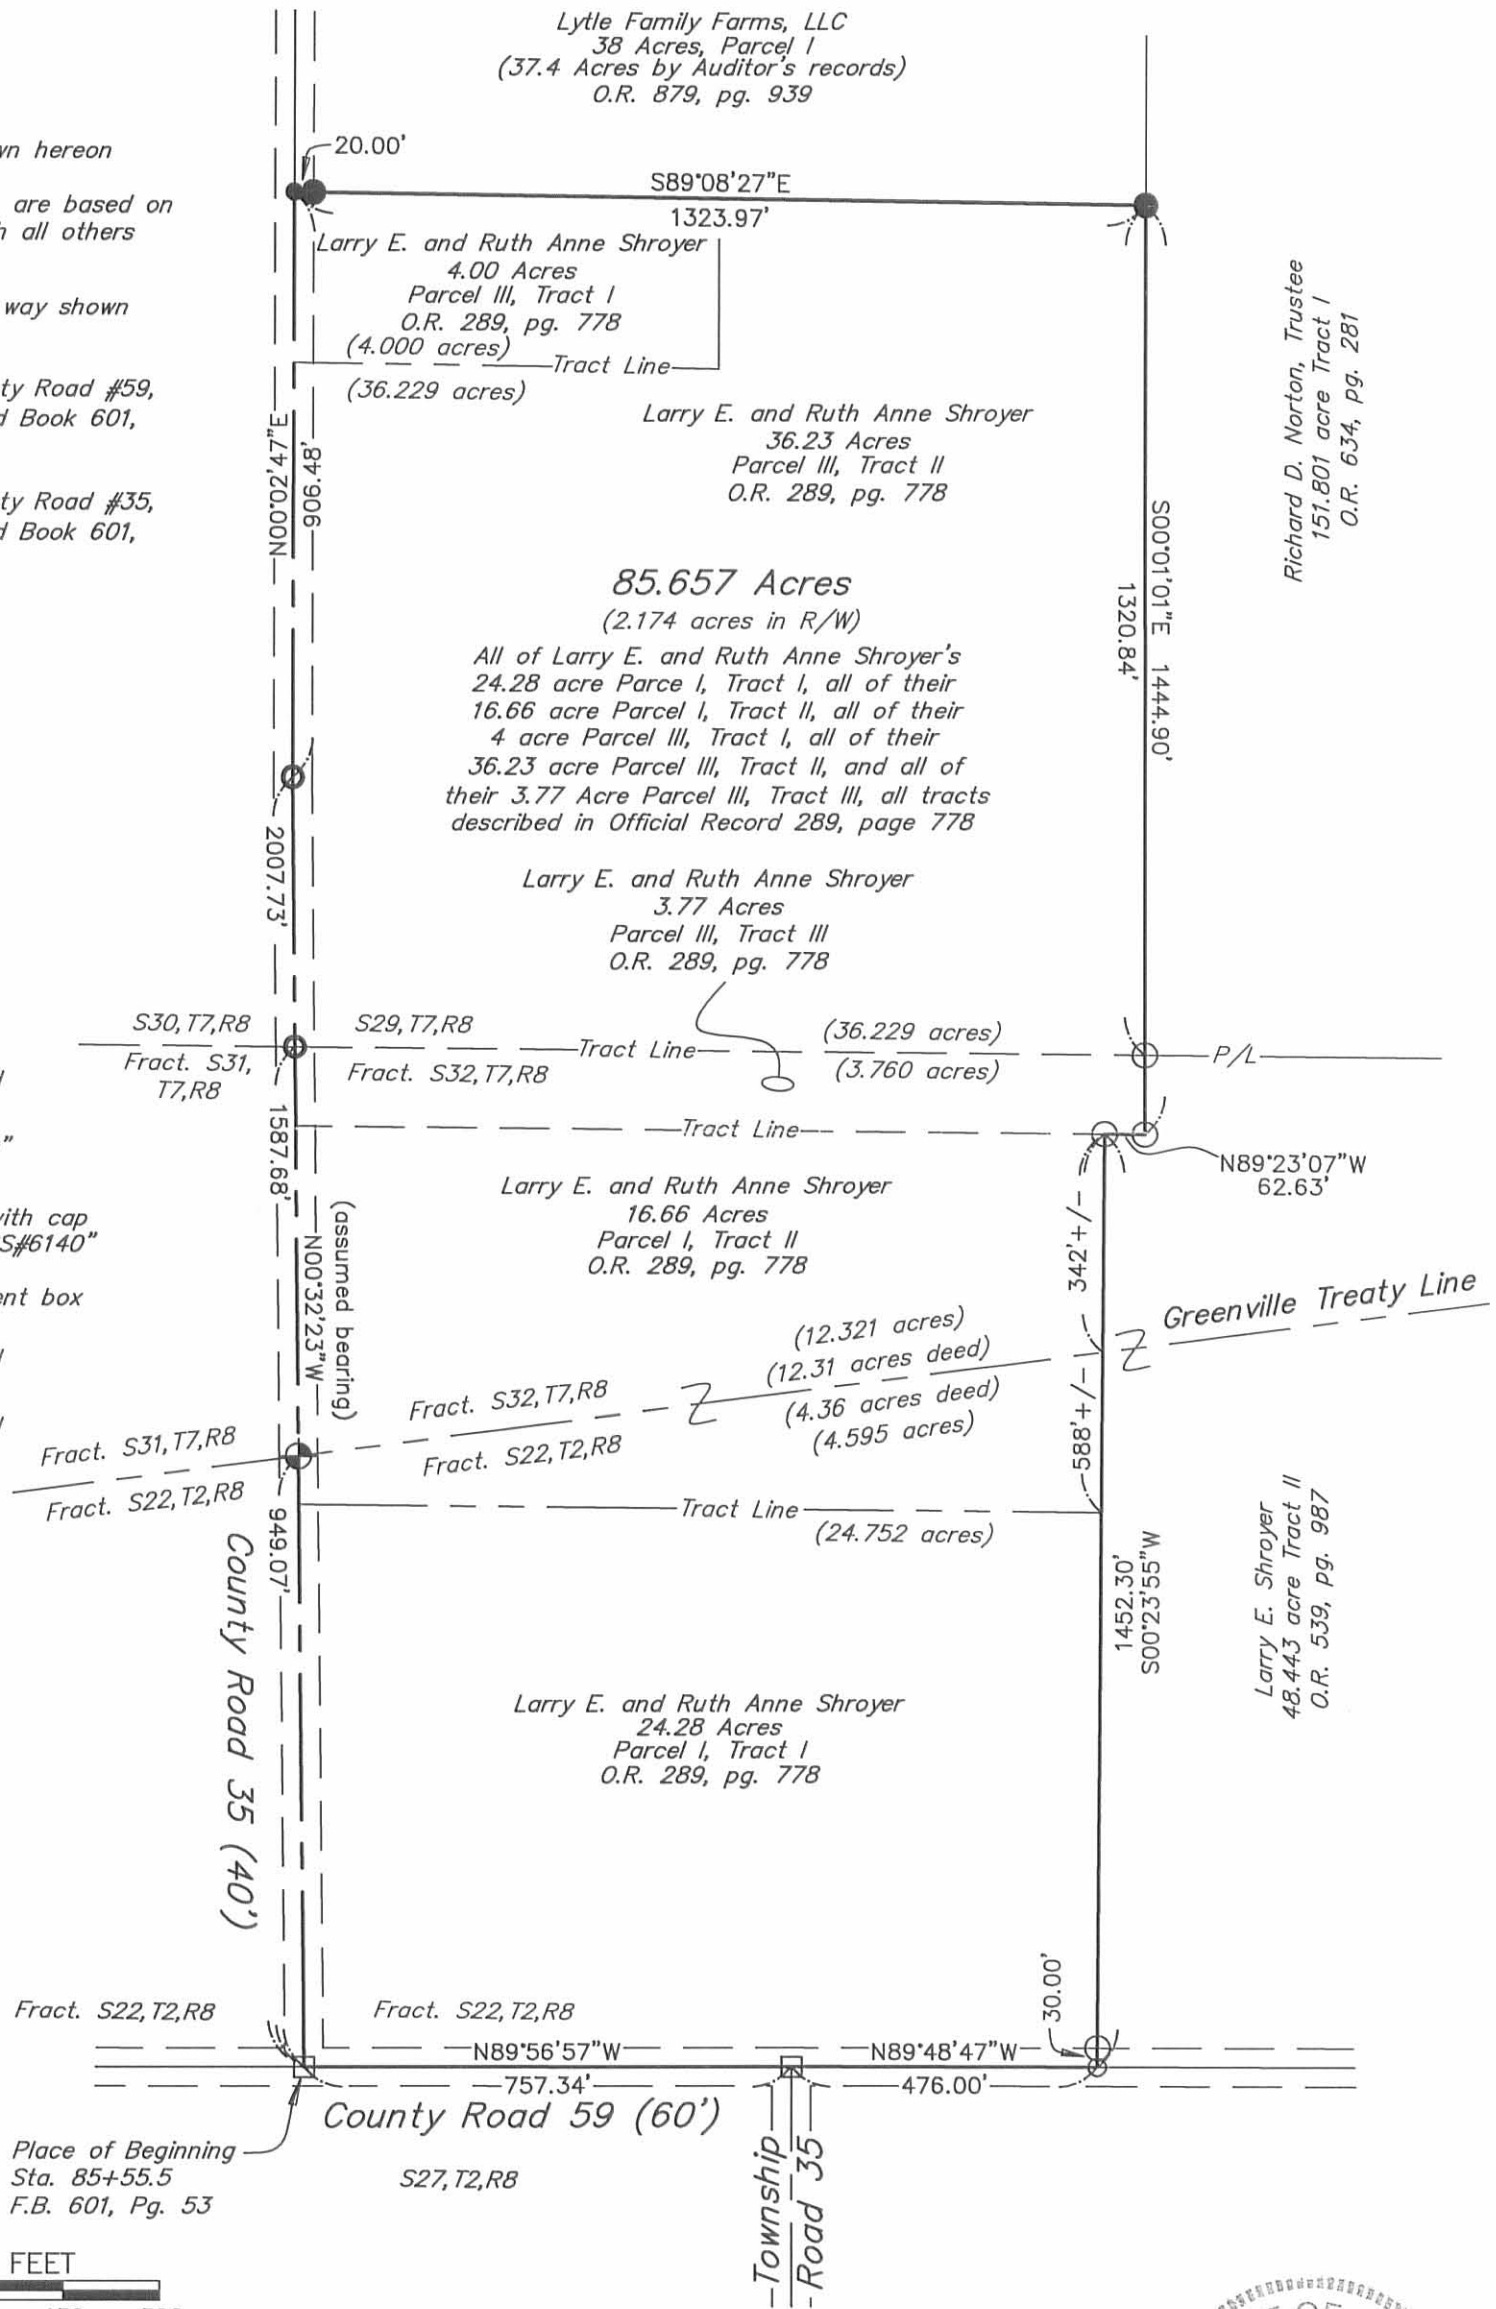 Lytle Family Farms, LLC
38 Acres, Parcel I
(37.4 Acres by Auditor's records)
O.R. 879, pg. 939
wn hereon
are based on
h all others
way shown
ty Road #59,
d Book 601,
ty Road #35,
d Book 601,
20.00'
S89°08'27"E
1323.97'
Larry E. and Ruth Anne Shroyer
4.00 Acres
Parcel III, Tract I
O.R. 289, pg. 778
(4.000 acres)
Tract Line
(36.229 acres)
N00°02'47"E
906.48'
Larry E. and Ruth Anne Shroyer
36.23 Acres
Parcel III, Tract II
O.R. 289, pg. 778
Richard D. Norton, Trustee
151.801 acre Tract I
O.R. 634, pg. 281
S00°01'01"E 1444.90'
1320.84'
85.657 Acres
(2.174 acres in R/W)
All of Larry E. and Ruth Anne Shroyer's
24.28 acre Parce I, Tract I, all of their
16.66 acre Parcel I, Tract II, all of their
4 acre Parcel III, Tract I, all of their
36.23 acre Parcel III, Tract II, and all of
their 3.77 Acre Parcel III, Tract III, all tracts
described in Official Record 289, page 778
2007.73'
Larry E. and Ruth Anne Shroyer
3.77 Acres
Parcel III, Tract III
O.R. 289, pg. 778
S30,T7,R8
S29,T7,R8
Fract. S31,
T7,R8
Fract. S32,T7,R8
Tract Line
(36.229 acres)
(3.760 acres)
P/L
"
1587.68'
Tract Line
N89°23'07"W
62.63'
with cap
S#6140"
ent box
N00°32'23"W
(assumed bearing)
Larry E. and Ruth Anne Shroyer
16.66 Acres
Parcel I, Tract II
O.R. 289, pg. 778
342'+/-
Greenville Treaty Line
(12.321 acres)
(12.31 acres deed)
(4.36 acres deed)
(4.595 acres)
588'+/-
Fract. S31,T7,R8
Fract. S32,T7,R8
Fract. S22,T2,R8
Fract. S22,T2,R8
Tract Line
(24.752 acres)
949.07'
County Road 35 (40')
1452.30'
S00°23'55"W
Larry E. Shroyer
48.443 acre Tract II
O.R. 539, pg. 987
Larry E. and Ruth Anne Shroyer
24.28 Acres
Parcel I, Tract I
O.R. 289, pg. 778
30.00'
Fract. S22,T2,R8
Fract. S22,T2,R8
N89°56'57"W
N89°48'47"W
757.34'
476.00'
County Road 59 (60')
Place of Beginning
Sta. 85+55.5
F.B. 601, Pg. 53
S27,T2,R8
Township
Road 35
FEET